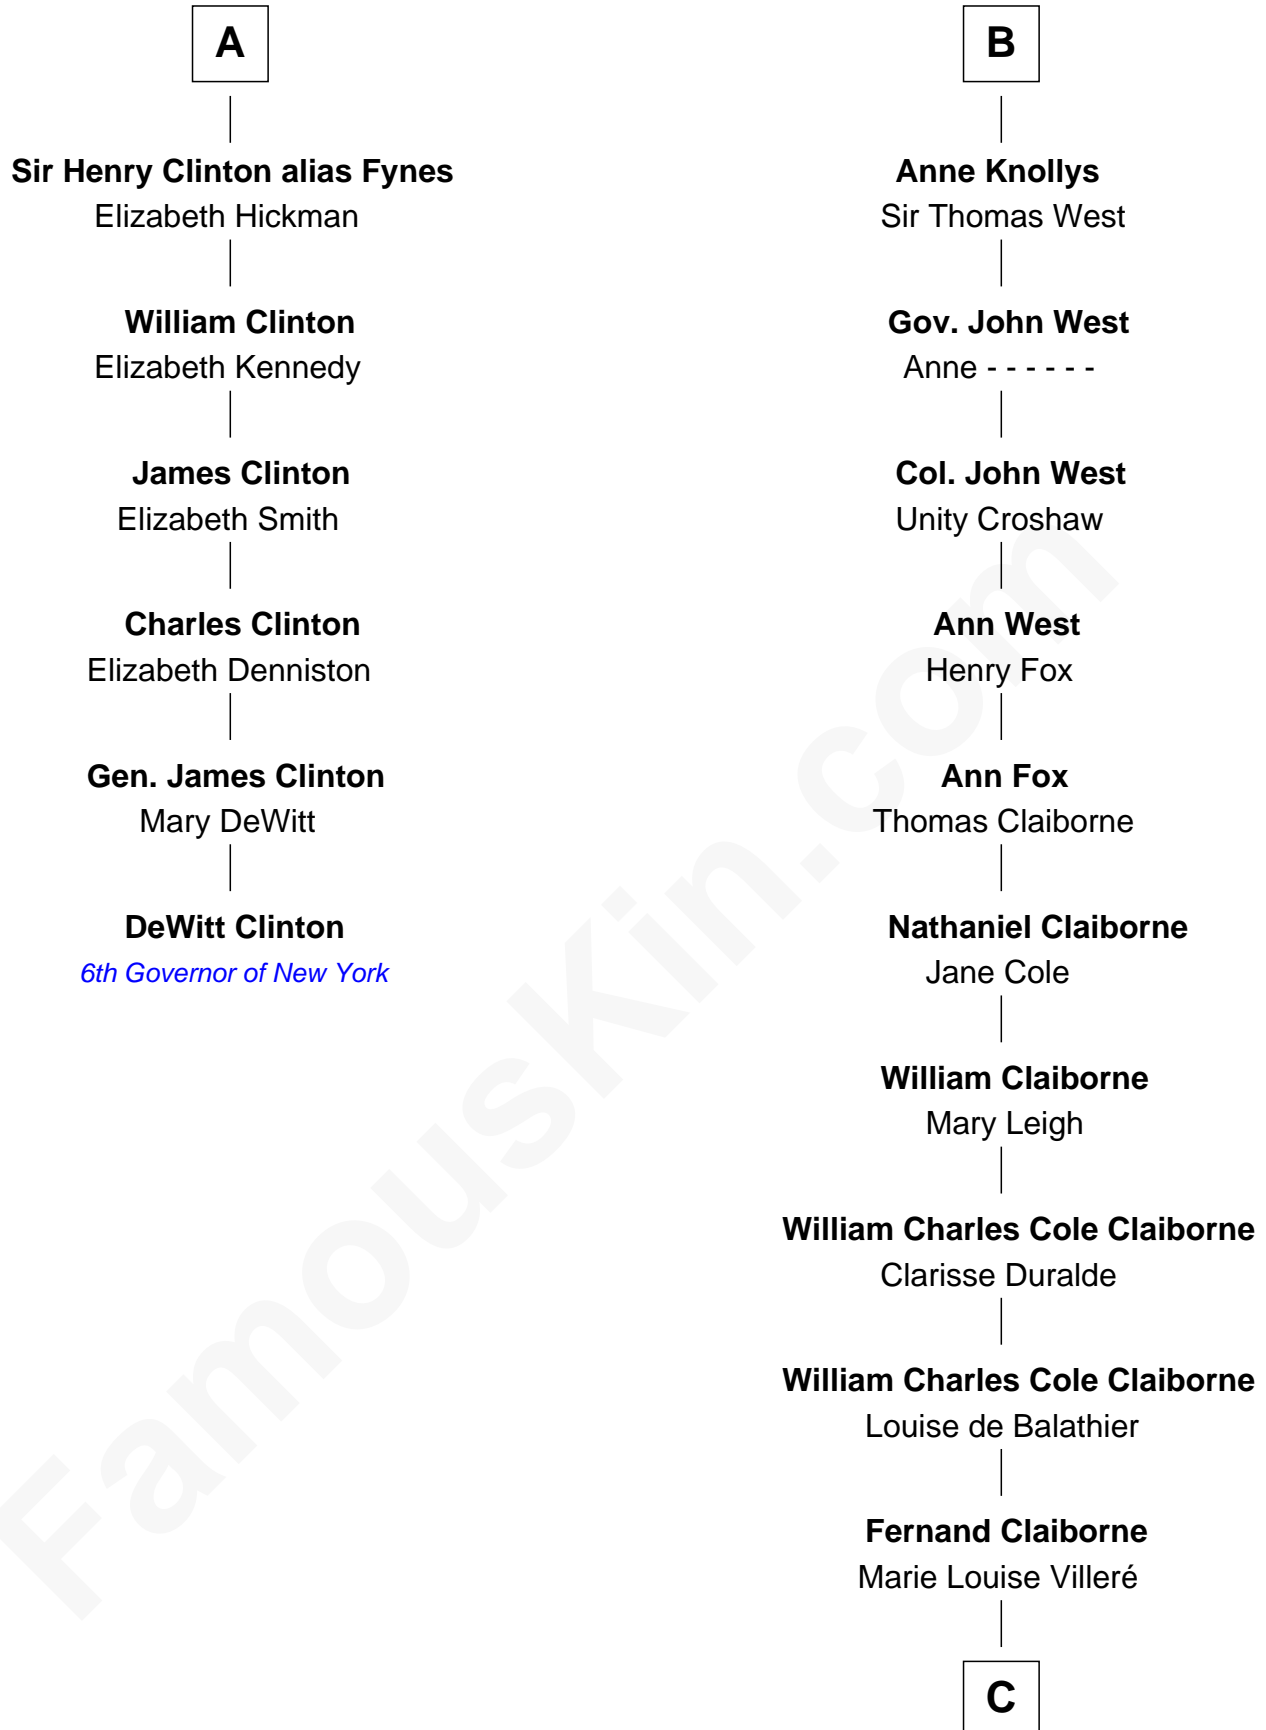 A
Sir Henry Clinton alias Fynes
Elizabeth Hickman
William Clinton
Elizabeth Kennedy
James Clinton
Elizabeth Smith
Charles Clinton
Elizabeth Denniston
Gen. James Clinton
Mary DeWitt
DeWitt Clinton
6th Governor of New York
B
Anne Knollys
Sir Thomas West
Gov. John West
Anne - - - - - -
Col. John West
Unity Croshaw
Ann West
Henry Fox
Ann Fox
Thomas Claiborne
Nathaniel Claiborne
Jane Cole
William Claiborne
Mary Leigh
William Charles Cole Claiborne
Clarisse Duralde
William Charles Cole Claiborne
Louise de Balathier
Fernand Claiborne
Marie Louise Villeré
C
FamousKin.com